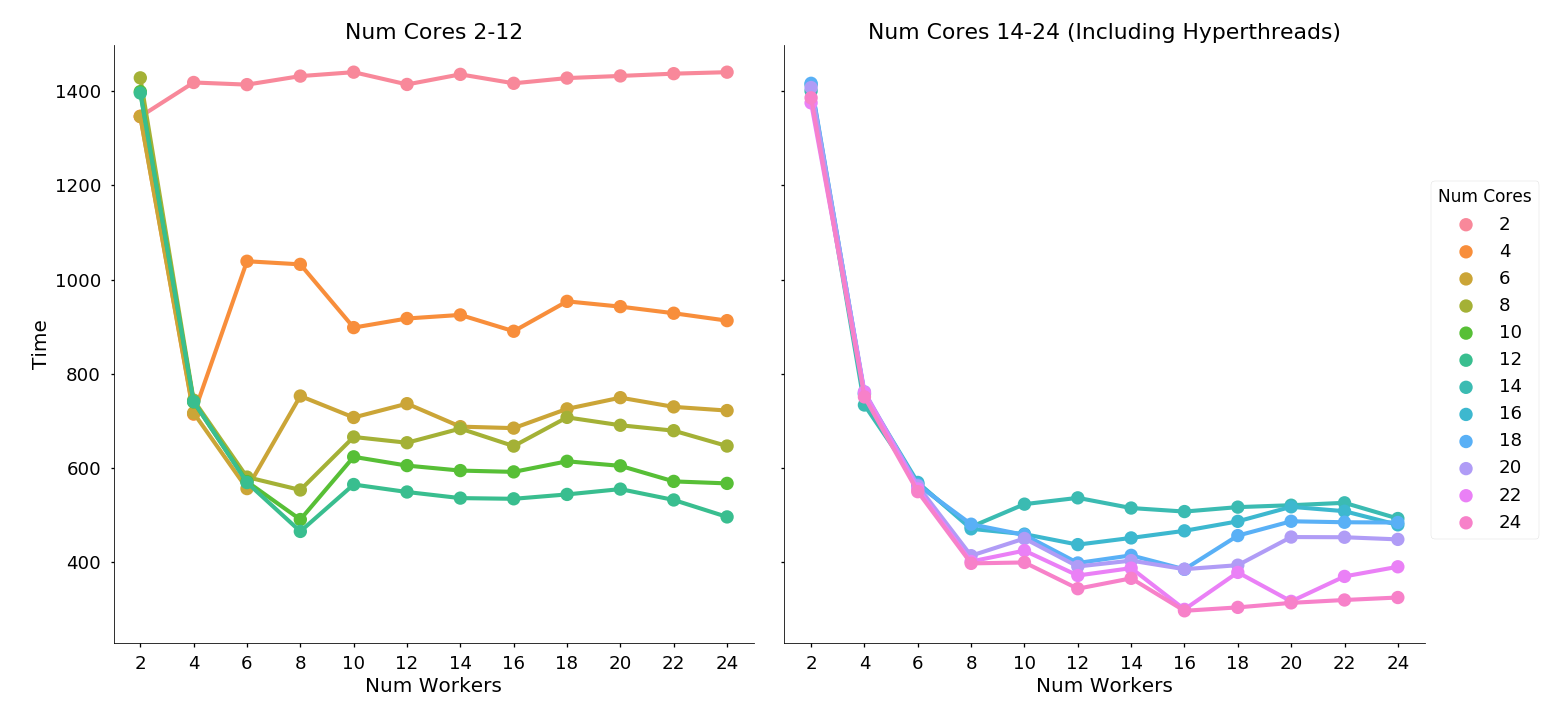 Num Cores 2-12
Num Cores 14-24 (Including Hyperthreads)
Time
1400
1200
1000
800
600
400
2 4 6 8 10 12 14 16 18 20 22 24
Num Workers
2 4 6 8 10 12 14 16 18 20 22 24
Num Workers
Num Cores
2
4
6
8
10
12
14
16
18
20
22
24